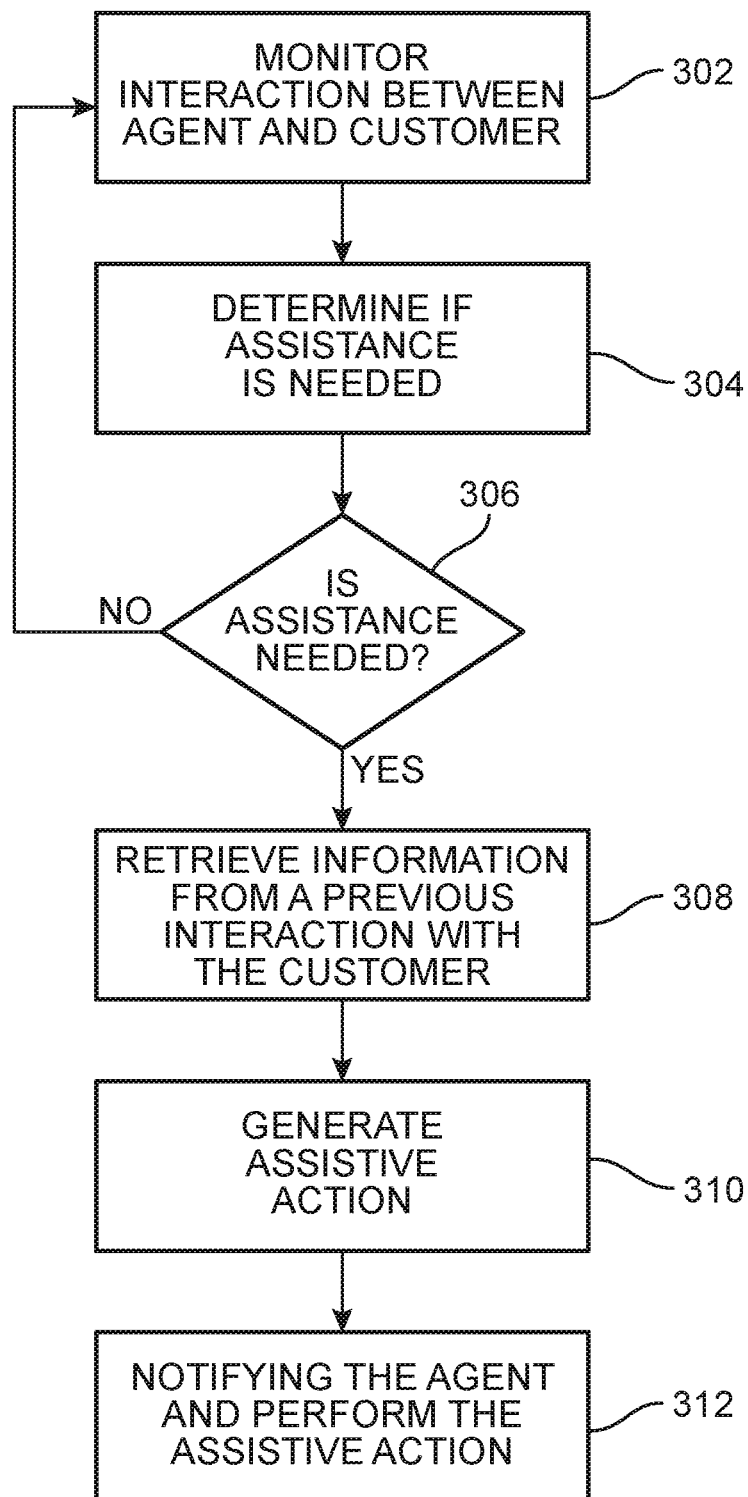 MONITOR
INTERACTION BETWEEN
AGENT AND CUSTOMER
302
DETERMINE IF
ASSISTANCE
IS NEEDED
304
306
IS
ASSISTANCE
NEEDED?
NO
YES
RETRIEVE INFORMATION
FROM A PREVIOUS
INTERACTION WITH
THE CUSTOMER
308
GENERATE
ASSISTIVE
ACTION
310
NOTIFYING THE AGENT
AND PERFORM THE
ASSISTIVE ACTION
312